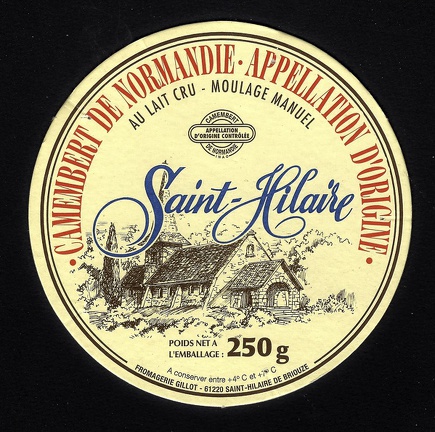 CAMEMBERT DE NORMANDIE · APPELLATION D'ORIGINE
AU LAIT CRU - MOULAGE MANUEL
CAMEMBERT
APPELLATION
D'ORIGINE CONTRÔLÉE
DE NORMANDIE
INAO
Saint-Hilaire
POIDS NET A
L'EMBALLAGE : 250 g
A conserver entre +4° C et +7° C
FROMAGERIE GILLOT - 61220 SAINT-HILAIRE DE BRIOUZE